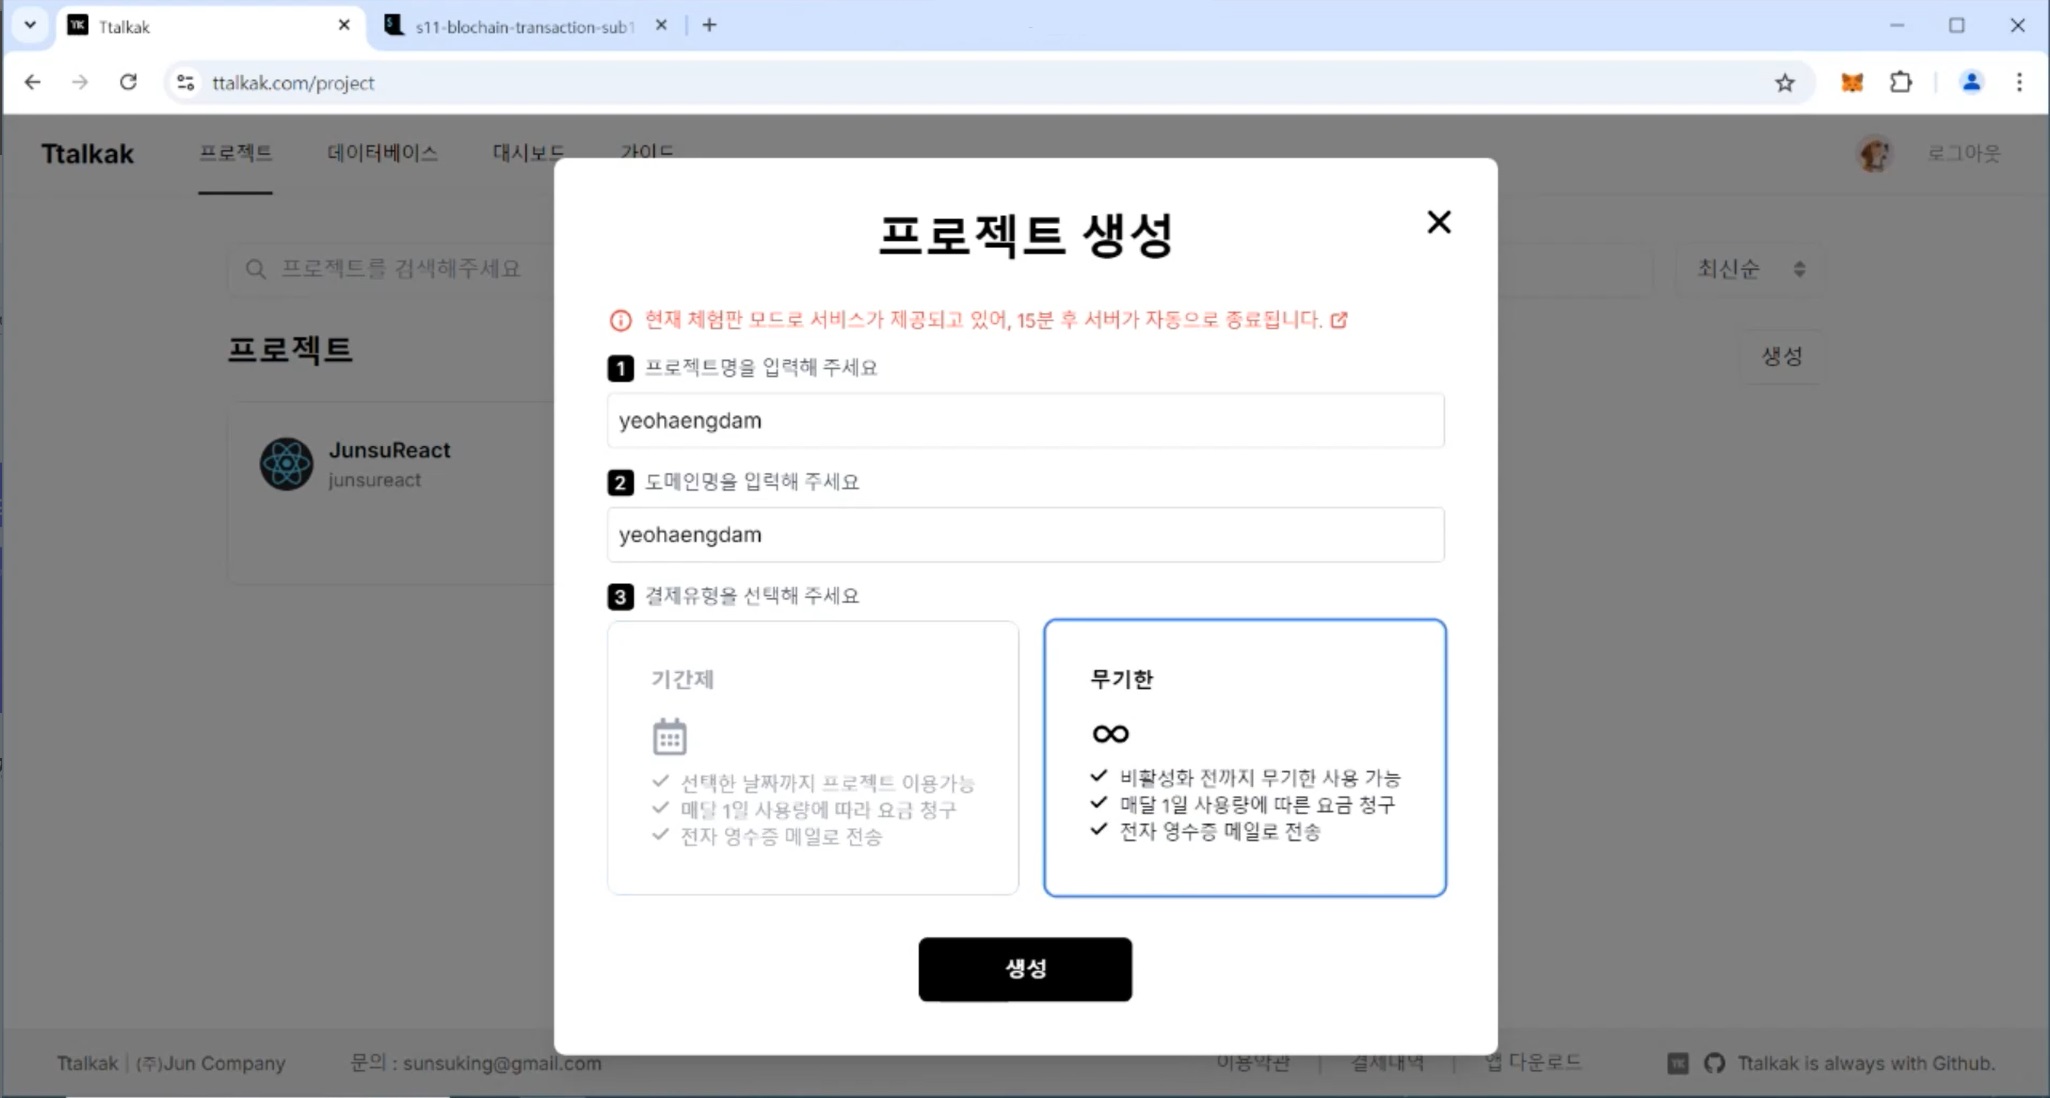 Ttalkak
s11-blochain-transaction-sub1
ttalkak.com/project
Ttalkak 프로젝트 데이터베이스 대시보드 가이드 로그아웃
프로젝트를 검색해주세요
최신순
프로젝트
생성
JunsuReact
junsureact
프로젝트 생성
현재 체험판 모드로 서비스가 제공되고 있어, 15분 후 서버가 자동으로 종료됩니다.
1 프로젝트명을 입력해 주세요
yeohaengdam
2 도메인명을 입력해 주세요
yeohaengdam
3 결제유형을 선택해 주세요
기간제
✓ 선택한 날짜까지 프로젝트 이용가능
✓ 매달 1일 사용량에 따라 요금 청구
✓ 전자 영수증 메일로 전송
무기한
✓ 비활성화 전까지 무기한 사용 가능
✓ 매달 1일 사용량에 따른 요금 청구
✓ 전자 영수증 메일로 전송
생성
Ttalkak | (주)Jun Company 문의 : sunsuking@gmail.com 이용약관 | 결제내역 | 앱 다운로드 Ttalkak is always with Github.